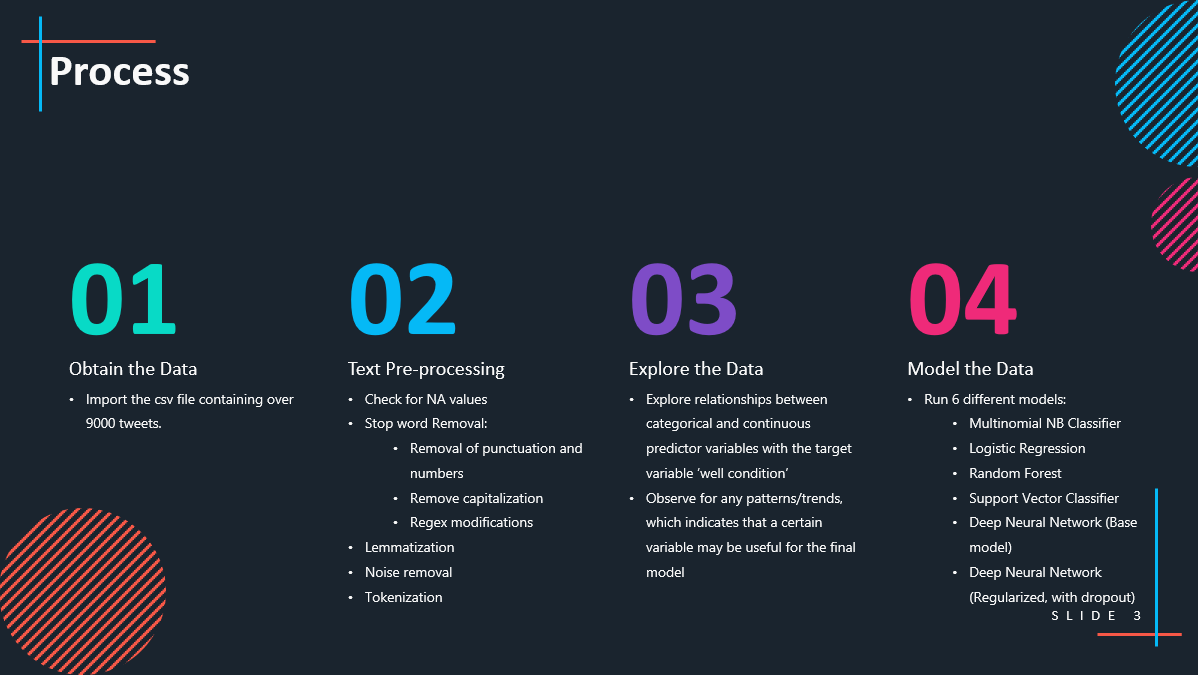 Process
01
Obtain the Data
• Import the csv file containing over
9000 tweets.
02
Text Pre-processing
• Check for NA values
• Stop word Removal:
• Removal of punctuation and
numbers
• Remove capitalization
• Regex modifications
• Lemmatization
• Noise removal
• Tokenization
03
Explore the Data
• Explore relationships between
categorical and continuous
predictor variables with the target
variable ‘well condition’
• Observe for any patterns/trends,
which indicates that a certain
variable may be useful for the final
model
04
Model the Data
• Run 6 different models:
• Multinomial NB Classifier
• Logistic Regression
• Random Forest
• Support Vector Classifier
• Deep Neural Network (Base
model)
• Deep Neural Network
(Regularized, with dropout)
SLIDE 3